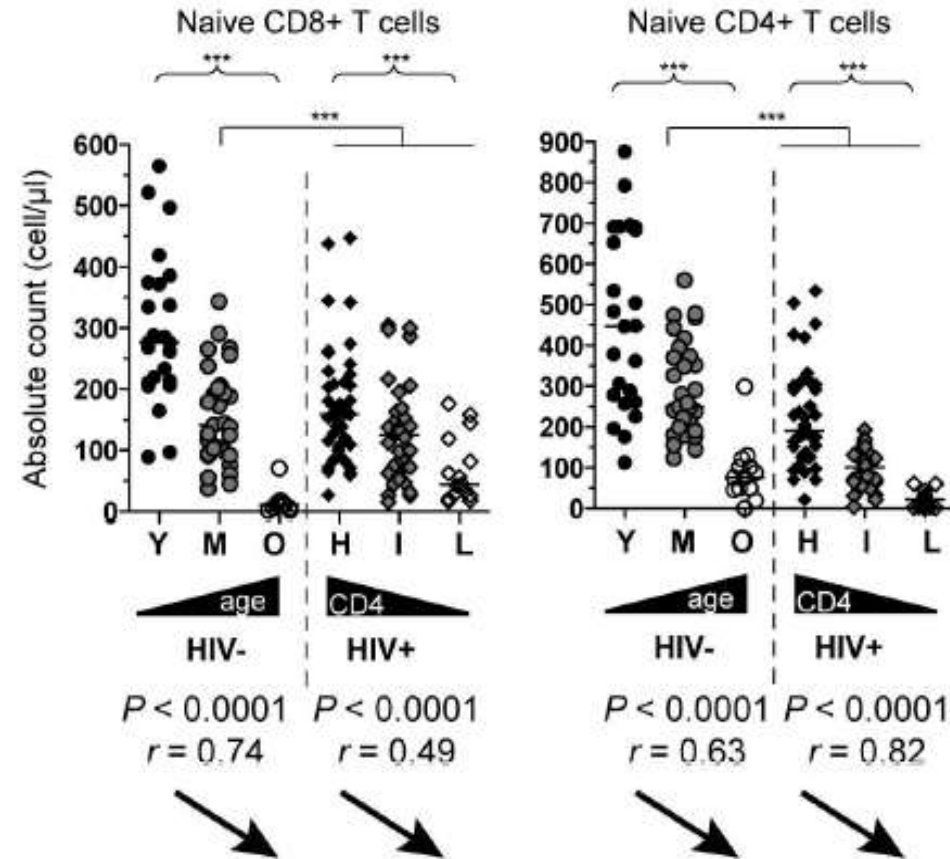 Naive CD8+ T cells
*** ***
***
Absolute count (cell/µl)
600
500
400
300
200
100
0
Y M O H I L
age CD4
HIV- HIV+
P < 0.0001 P < 0.0001
r = 0.74 r = 0.49
Naive CD4+ T cells
*** ***
***
900
800
700
600
500
400
300
200
100
0
Y M O H I L
age CD4
HIV- HIV+
P < 0.0001 P < 0.0001
r = 0.63 r = 0.82